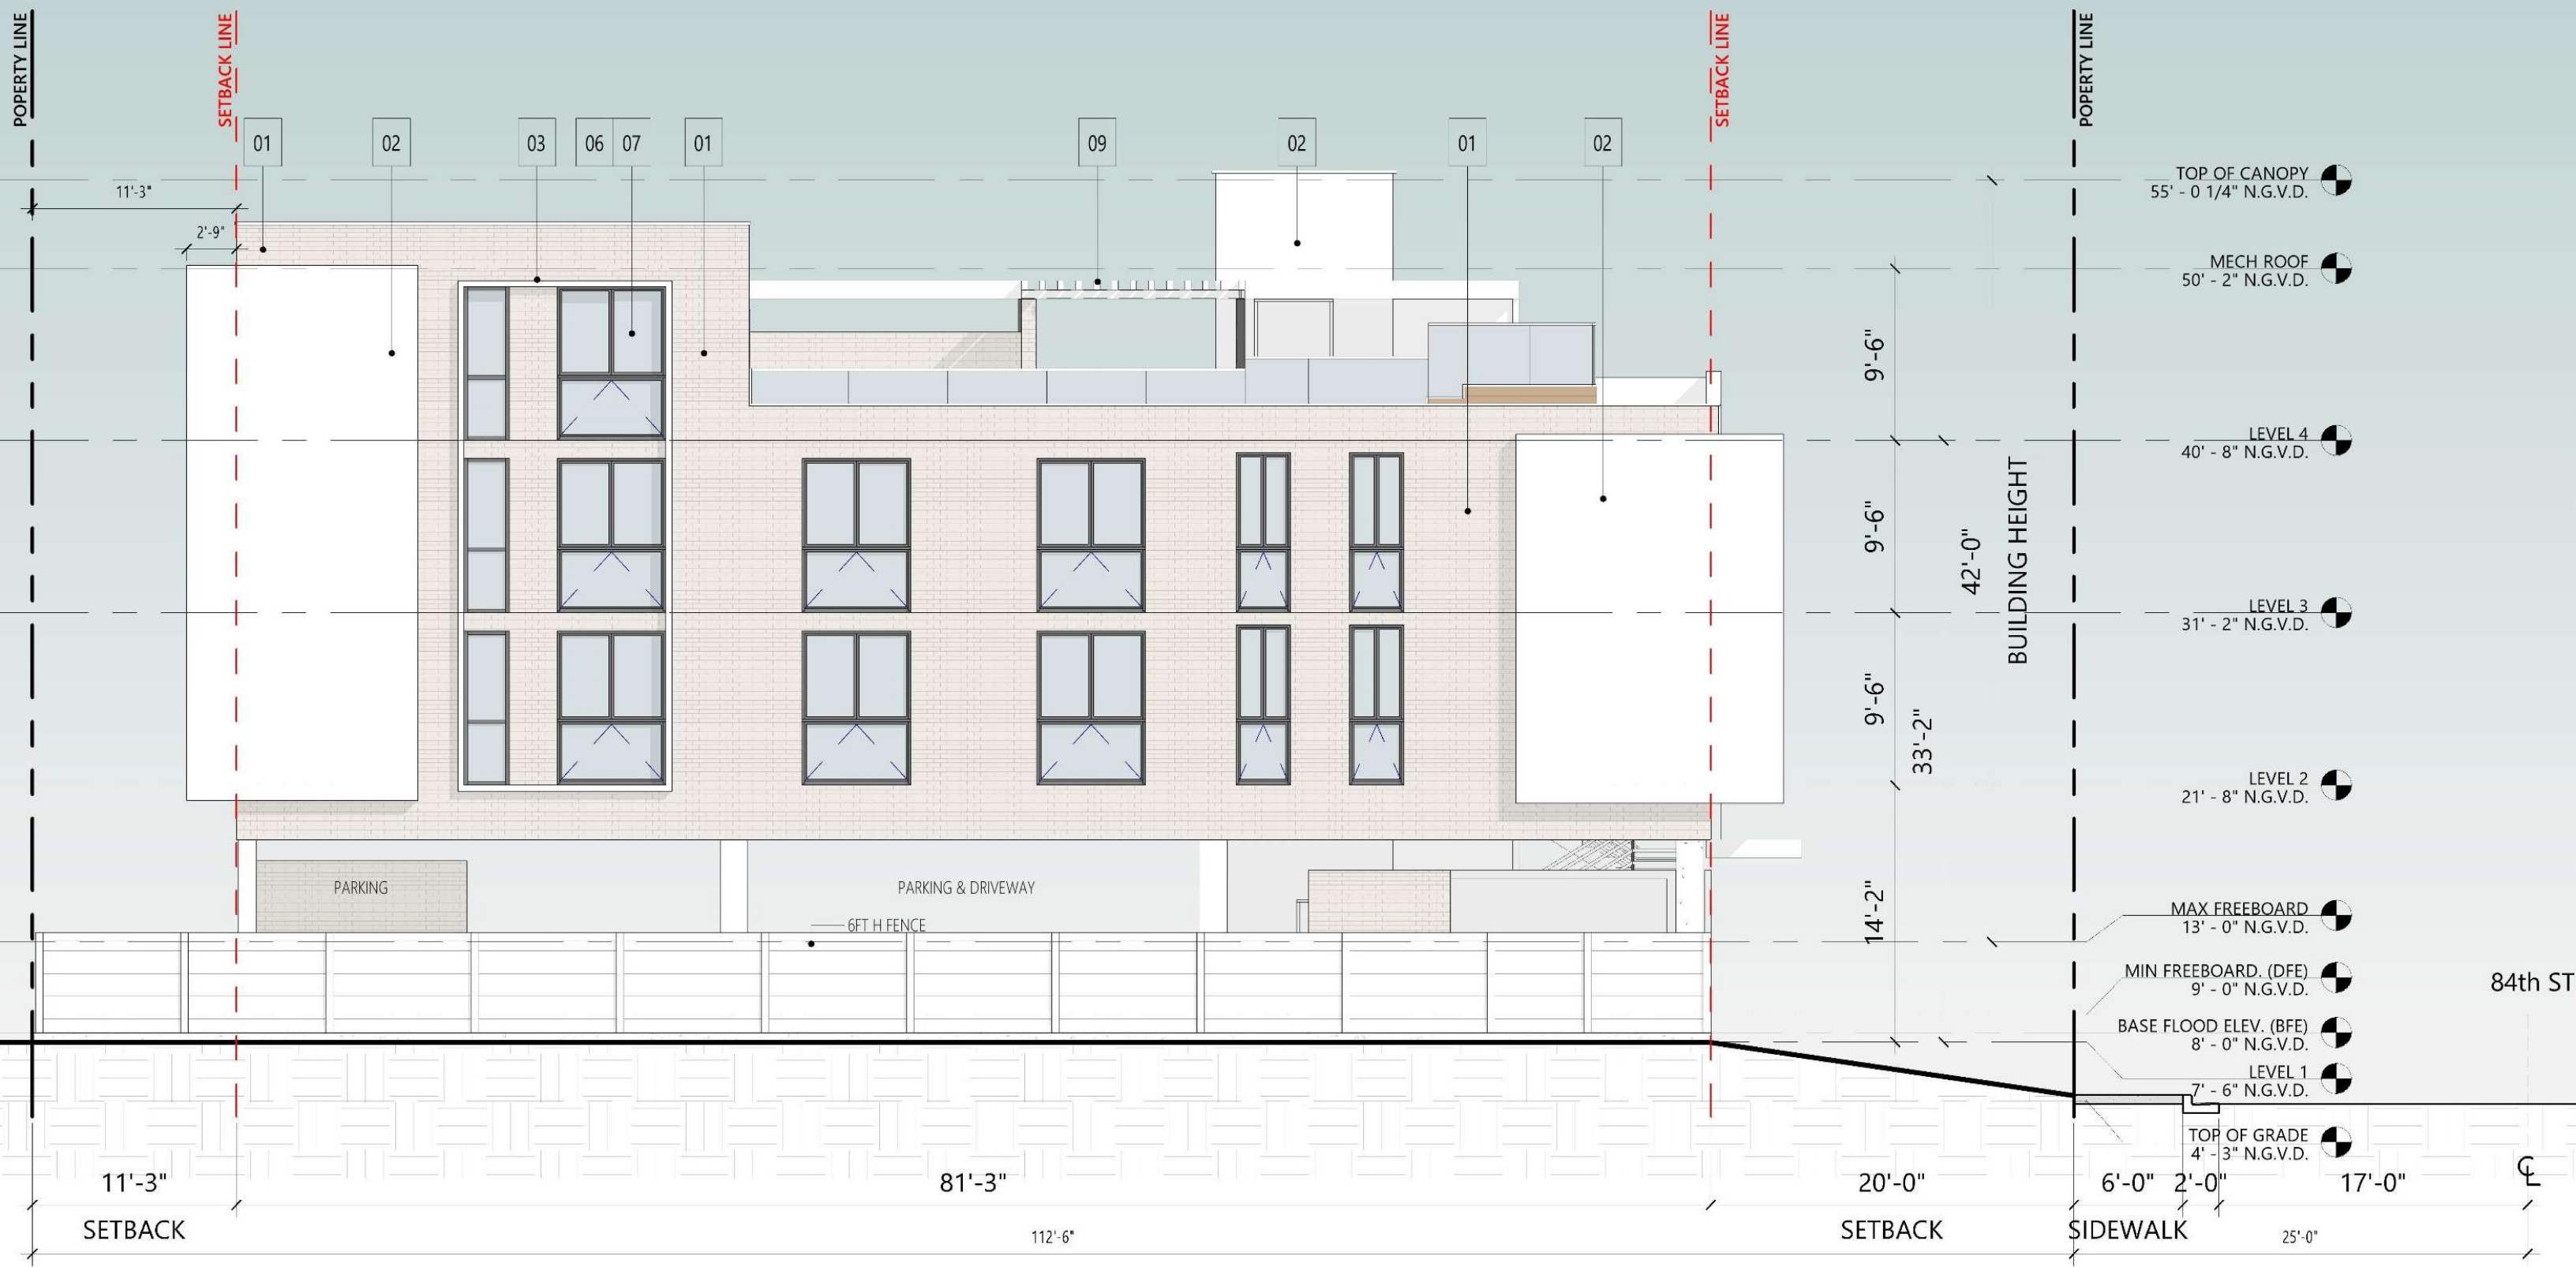 POPERTY LINE
SETBACK LINE
SETBACK LINE
POPERTY LINE
01
02
03
06
07
01
09
02
01
02
11'-3"
2'-9"
TOP OF CANOPY
55' - 0 1/4" N.G.V.D.
MECH ROOF
50' - 2" N.G.V.D.
9'-6"
LEVEL 4
40' - 8" N.G.V.D.
9'-6"
42'-0"
BUILDING HEIGHT
LEVEL 3
31' - 2" N.G.V.D.
9'-6"
33'-2"
LEVEL 2
21' - 8" N.G.V.D.
PARKING
PARKING & DRIVEWAY
6FT H FENCE
14'-2"
MAX FREEBOARD
13' - 0" N.G.V.D.
MIN FREEBOARD. (DFE)
9' - 0" N.G.V.D.
84th ST
BASE FLOOD ELEV. (BFE)
8' - 0" N.G.V.D.
LEVEL 1
7' - 6" N.G.V.D.
TOP OF GRADE
4' - 3" N.G.V.D.
11'-3"
81'-3"
20'-0"
6'-0"
2'-0"
17'-0"
SETBACK
SETBACK
SIDEWALK
112'-6"
25'-0"